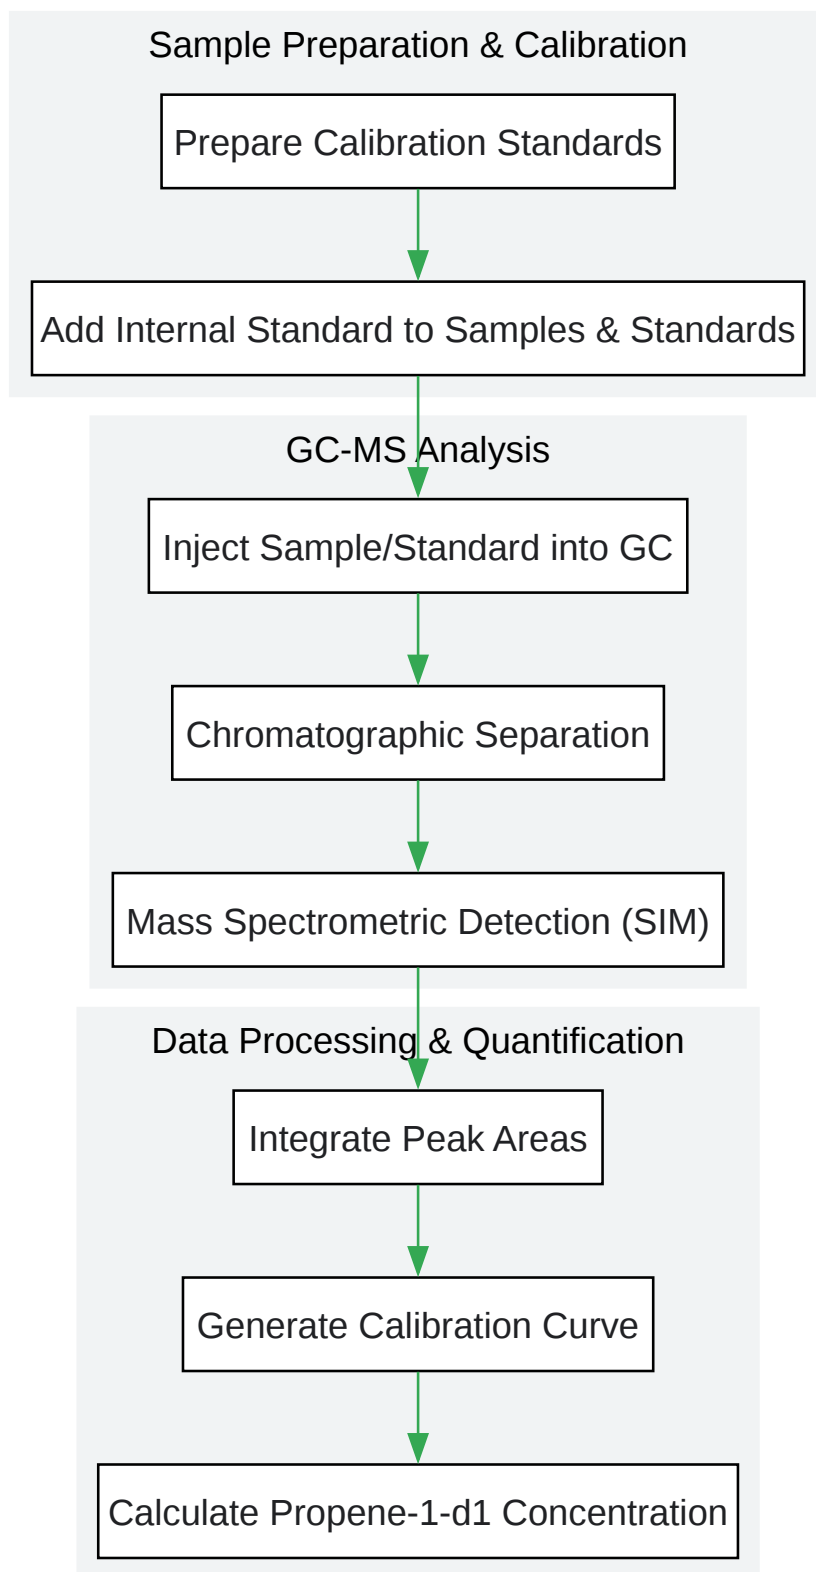 Sample Preparation & Calibration
Prepare Calibration Standards
Add Internal Standard to Samples & Standards
GC-MS Analysis
Inject Sample/Standard into GC
Chromatographic Separation
Mass Spectrometric Detection (SIM)
Data Processing & Quantification
Integrate Peak Areas
Generate Calibration Curve
Calculate Propene-1-d1 Concentration